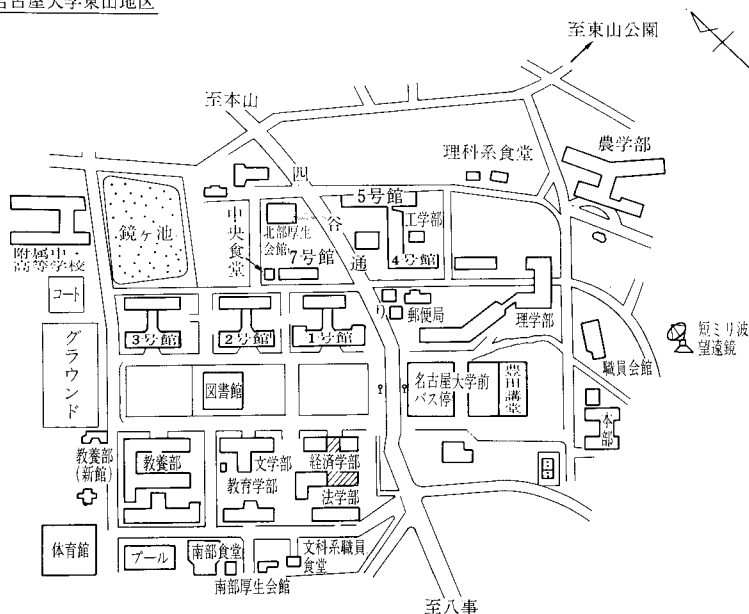 名古屋大学東山地区
至東山公園
至本山
理科系食堂
農学部
四谷通り
5号館
工学部
中央食堂
北部厚生
会館
7号館
4号館
鏡ヶ池
附属中・
高等学校
コート
郵便局
理学部
3号館
2号館
1号館
短ミリ波
望遠鏡
職員会館
グラウンド
図書館
名古屋大学前
バス停
豊田講堂
本部
教養部
(新館)
教養部
文学部
教育学部
経済学部
法学部
体育館
プール
南部食堂
文科系職員
食堂
南部厚生会館
至八事